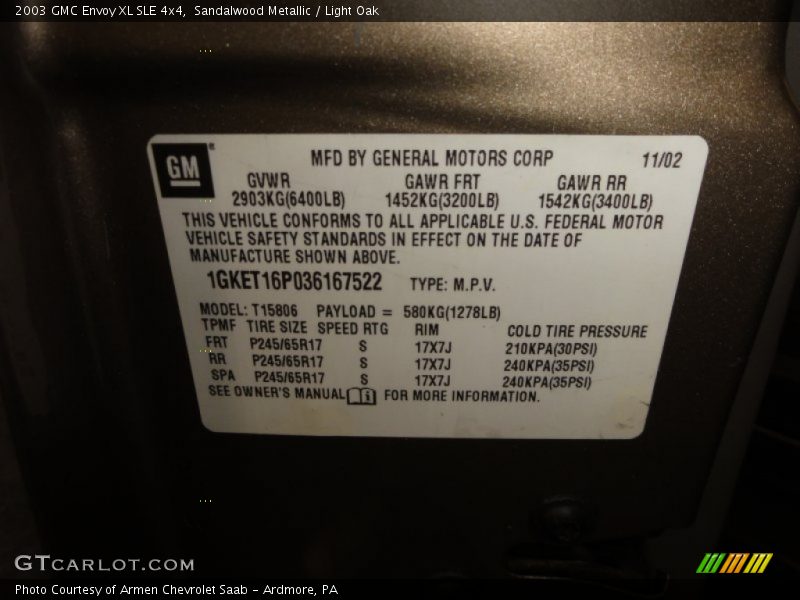 2003 GMC Envoy XL SLE 4x4,  Sandalwood Metallic / Light Oak
GM®
MFD BY GENERAL MOTORS CORP 11/02
GVWR GAWR FRT GAWR RR
2903KG(6400LB) 1452KG(3200LB) 1542KG(3400LB)
THIS VEHICLE CONFORMS TO ALL APPLICABLE U.S. FEDERAL MOTOR
VEHICLE SAFETY STANDARDS IN EFFECT ON THE DATE OF
MANUFACTURE SHOWN ABOVE.
1GKET16P036167522 TYPE: M.P.V.
MODEL: T15806 PAYLOAD = 580KG(1278LB)
TPMF TIRE SIZE SPEED RTG RIM COLD TIRE PRESSURE
FRT P245/65R17 S 17X7J 210KPA(30PSI)
RR P245/65R17 S 17X7J 240KPA(35PSI)
SPA P245/65R17 S 17X7J 240KPA(35PSI)
SEE OWNER'S MANUAL i FOR MORE INFORMATION.
GTCARLOT.COM
Photo Courtesy of Armen Chevrolet Saab – Ardmore, PA